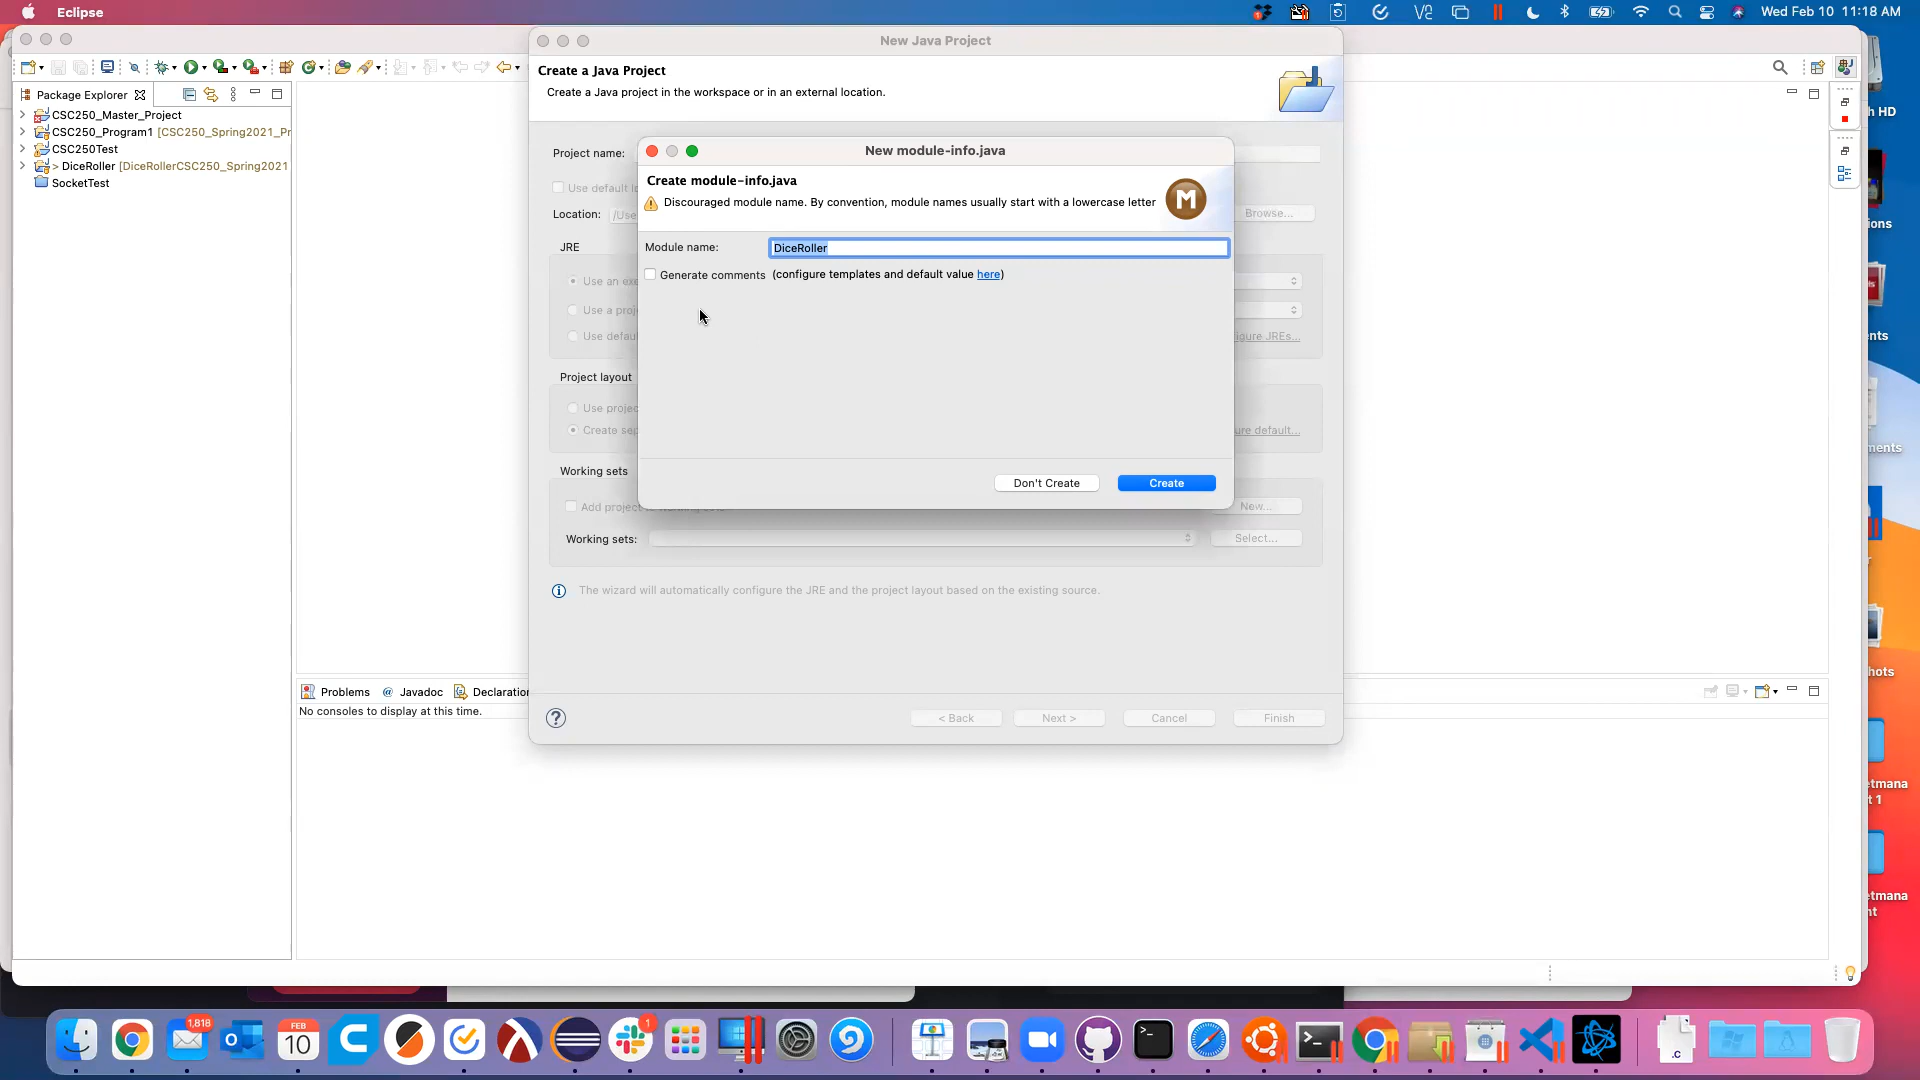 Eclipse
Wed Feb 10 11:18 AM
New Java Project
Create a Java Project
Create a Java project in the workspace or in an external location.
Package Explorer
CSC250_Master_Project
CSC250_Program1 [CSC250_Spring2021_Pr
CSC250Test
> DiceRoller [DiceRollerCSC250_Spring2021
SocketTest
Project name:
Use default lo
Location: /Use
Browse...
JRE
Use an exe
Use a proj
Use defau
gure JREs...
Project layout
Use projec
Create sep
ure default...
Working sets
Add project
New...
Working sets:
Select...
The wizard will automatically configure the JRE and the project layout based on the existing source.
?
< Back
Next >
Cancel
Finish
New module-info.java
Create module-info.java
Discouraged module name. By convention, module names usually start with a lowercase letter
M
Module name: DiceRoller
Generate comments (configure templates and default value here)
Don't Create
Create
Problems
@ Javadoc
Declaration
No consoles to display at this time.
h HD
ions
nts
ments
hots
etmana
t 1
etmana
nt
1,818
FEB
10
1
.C